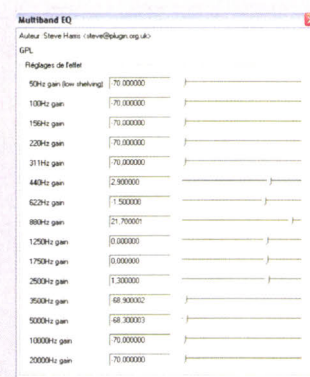 Multiband EQ
Auteur :Steve Harris <steve@plugin.org.uk>
GPL
Réglages de l'effet
50Hz gain (low shelving) -70.000000
100Hz gain -70.000000
156Hz gain -70.000000
220Hz gain -70.000000
311Hz gain -70.000000
440Hz gain 2.900000
622Hz gain -1.500000
880Hz gain 21.700001
1250Hz gain 0.000000
1750Hz gain 0.000000
2500Hz gain 1.300000
3500Hz gain -68.900002
5000Hz gain -68.300003
10000Hz gain -70.000000
20000Hz gain -70.000000